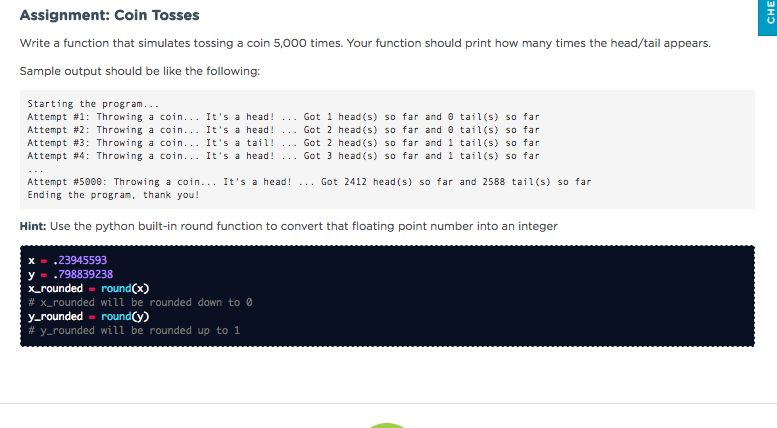 Assignment: Coin Tosses
CHE
Write a function that simulates tossing a coin 5,000 times. Your function should print how many times the head/tail appears.
Sample output should be like the following:
Starting the program...
Attempt #1: Throwing a coin... It's a head! ... Got 1 head(s) so far and 0 tail(s) so far
Attempt #2: Throwing a coin... It's a head! ... Got 2 head(s) so far and 0 tail(s) so far
Attempt #3: Throwing a coin... It's a tail! ... Got 2 head(s) so far and 1 tail(s) so far
Attempt #4: Throwing a coin... It's a head! ... Got 3 head(s) so far and 1 tail(s) so far
...
Attempt #5000: Throwing a coin... It's a head! ... Got 2412 head(s) so far and 2588 tail(s) so far
Ending the program, thank you!
Hint: Use the python built-in round function to convert that floating point number into an integer
x = .23945593
y = .798839238
x_rounded = round(x)
# x_rounded will be rounded down to 0
y_rounded = round(y)
# y_rounded will be rounded up to 1